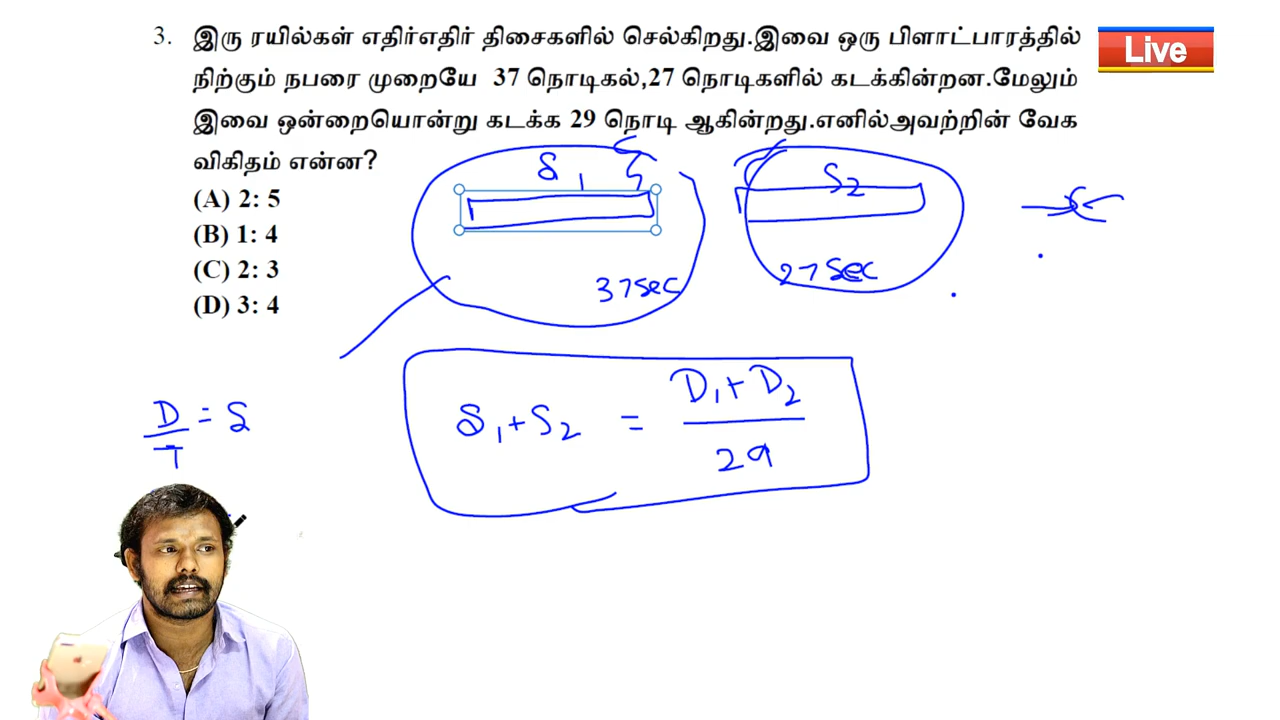 3. இரு ரயில்கள் எதிர்எதிர் திசைகளில் செல்கிறது.இவை ஒரு பிளாட்பாரத்தில்
நிற்கும் நபரை முறையே 37 நொடிகல்,27 நொடிகளில் கடக்கின்றன.மேலும்
இவை ஒன்றையொன்று கடக்க 29 நொடி ஆகின்றது.எனில்அவற்றின் வேக
விகிதம் என்ன?
(A) 2: 5
(B) 1: 4
(C) 2: 3
(D) 3: 4
Live
S1
S2
37sec
27sec
D/T = S
S1+S2 = D1+D2 / 29